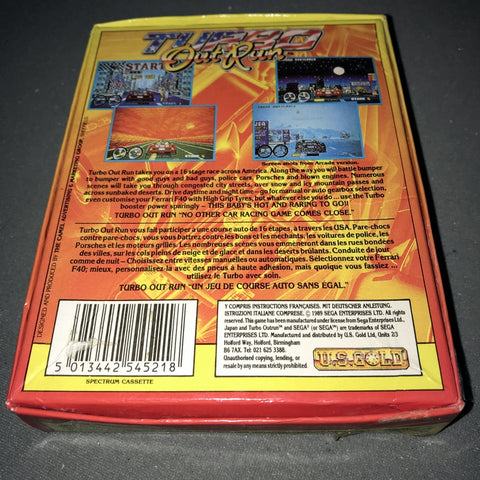 TURBO
Out Run
START
Screen shots from Arcade version.
Turbo Out Run takes you on a 16 stage race across America. Along the way you will battle bumper
to bumper with good guys and bad guys, police cars, Porsches and blown engines. Numerous
scenes will take you through congested city streets, over snow and icy mountain passes and
across sunbaked deserts. Drive daytime and night time - go for manual or auto gearbox selection,
even customise your Ferrari F40 with High Grip Tyres, but whatever else you do ... use the Turbo
booster power sparingly - THIS BABY'S HOT AND RARING TO GO!!
TURBO OUT RUN "NO OTHER CAR RACING GAME COMES CLOSE."
Turbo Out Run vous fait participer à une course auto de 16 étapes, à travers les USA. Pare-chocs
contre pare-chocs, vous vous battez contre les bons et les méchants, les voitures de police, les
Porsches et les moteurs grillés. Les nombreuses scènes vous emmeneront dans les rues bondées
des villes, sur les cols pleins de neige et de glace et dans les déserts brûlants. Conduite de jour,
comme de nuit - Choisissez entre vitesses manuelles ou automatiques. Sélectionnez votre Ferrari
F40; mieux, personnalisez-la avec des pneus à haute adhesion, mais quoique vous fassiez ...
utilisez le Turbo avec soin.
TURBO OUT RUN "UN JEU DE COURSE AUTO SANS ÉGAL."
Y COMPRIS INSTRUCTIONS FRANÇAISES. MIT DEUTSCHER ANLEITUNG.
ISTRUZIONI ITALIANE COMPRESE. © 1989 SEGA ENTERPRISES LTD. All rights
reserved. This game has been manufactured under license from Sega Enterprises Ltd.,
Japan and Turbo Outrun™ and SEGA® (or SEGA™) are trademarks of SEGA
ENTERPRISES LTD. Manufactured and distributed by U.S. Gold Ltd, Units 2/3
Holford Way, Holford, Birmingham
B6 7AX. Tel: 021 625 3388.
Unauthorised copying, lending, or
resale by any means strictly prohibited.
U.S. GOLD
5 013442 545218
SPECTRUM CASSETTE